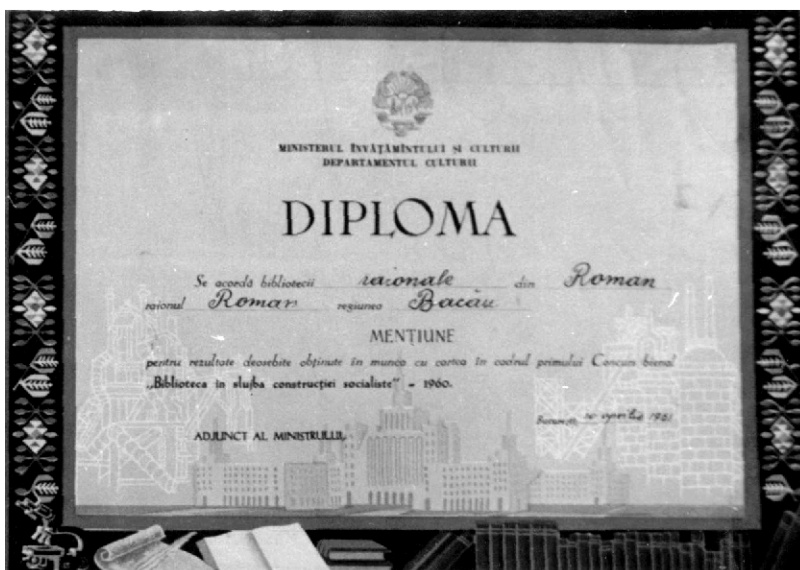 MINISTERUL ÎNVĂȚĂMÎNTULUI ȘI CULTURII
DEPARTAMENTUL CULTURII
DIPLOMA
Se acordă bibliotecii raionale din Roman
raionul Roman regiunea Bacău
MENȚIUNE
pentru rezultate deosebite obținute în munca cu cartea în cadrul primului Concurs bienal
„Biblioteca în slujba construcției socialiste" - 1960.
București, aprilie 1961
ADJUNCT AL MINISTRULUI,